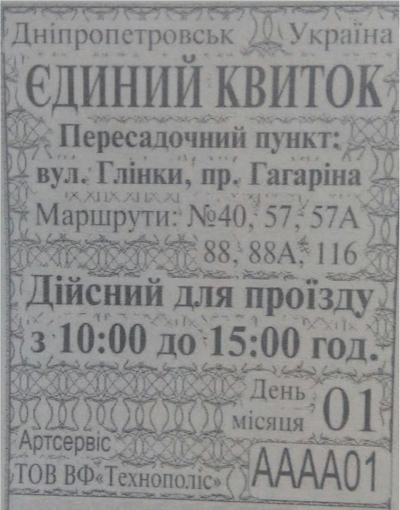 Дніпропетровськ Україна
ЄДИНИЙ КВИТОК
Пересадочний пункт:
вул. Глінки, пр. Гагаріна
Маршрути: №40, 57, 57А
88, 88А, 116
Дійсний для проїзду
з 10:00 до 15:00 год.
День
місяця 01
Артсервіс
ТОВ ВФ«Технополіс»
АААА01